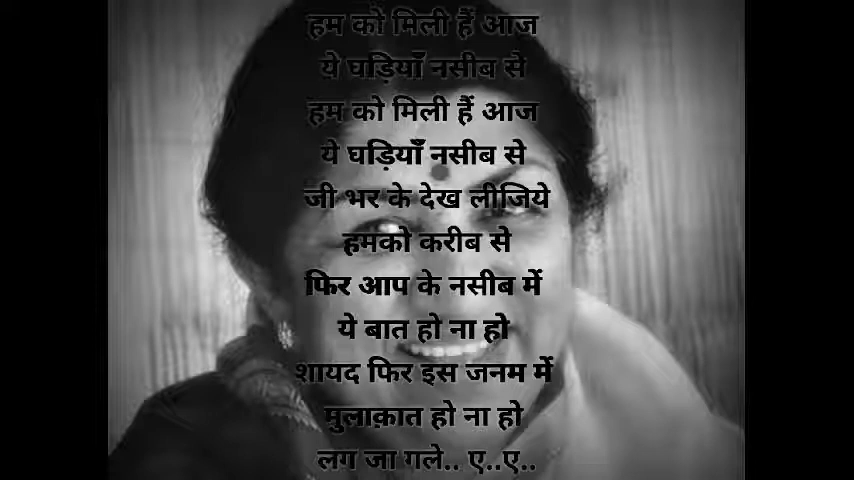 हम को मिली हैं आज
ये घड़ियाँ नसीब से
हम को मिली हैं आज
ये घड़ियाँ नसीब से
जी भर के देख लीजिये
हमको करीब से
फिर आप के नसीब में
ये बात हो ना हो
शायद फिर इस जनम में
मुलाक़ात हो ना हो
लग जा गले.. ए..ए..